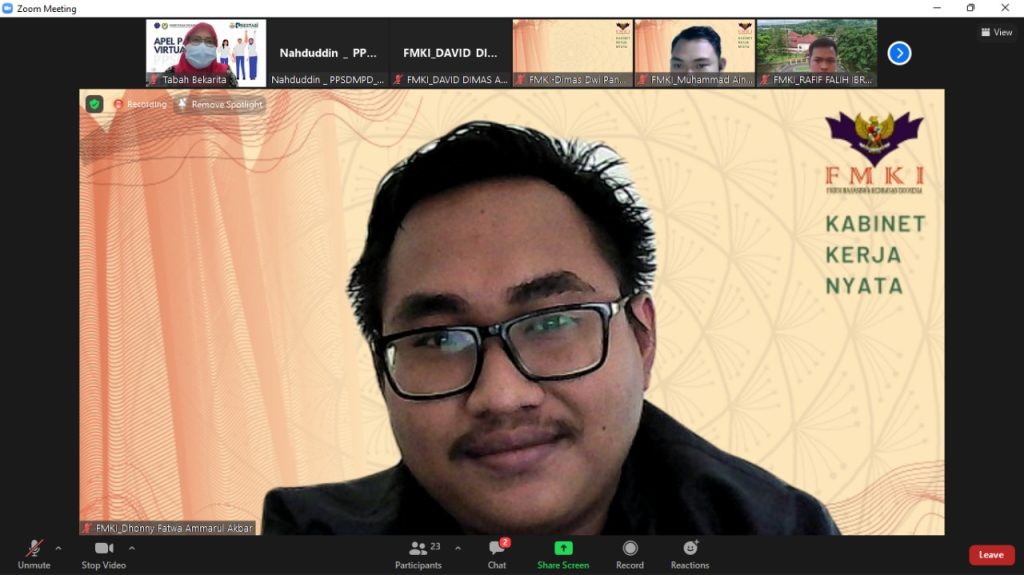 Zoom Meeting
View
APEL P
VIRTUA
Tabah Bekarita
Nahduddin _ PP...
Nahduddin _ PPSDMPD_...
FMKI_DAVID DI...
FMKI_DAVID DIMAS A...
FMKI-Dimas Dwi Pan...
FMKI_Muhammad Ain...
FMKI_RAFIF FALIH IBR...
Recording
Remove Spotlight
FMKI
KABINET
KERJA
NYATA
FMKI_Dhonny Fatwa Ammarul Akbar
Unmute
Stop Video
23
Participants
2
Chat
Share Screen
Record
Reactions
Leave